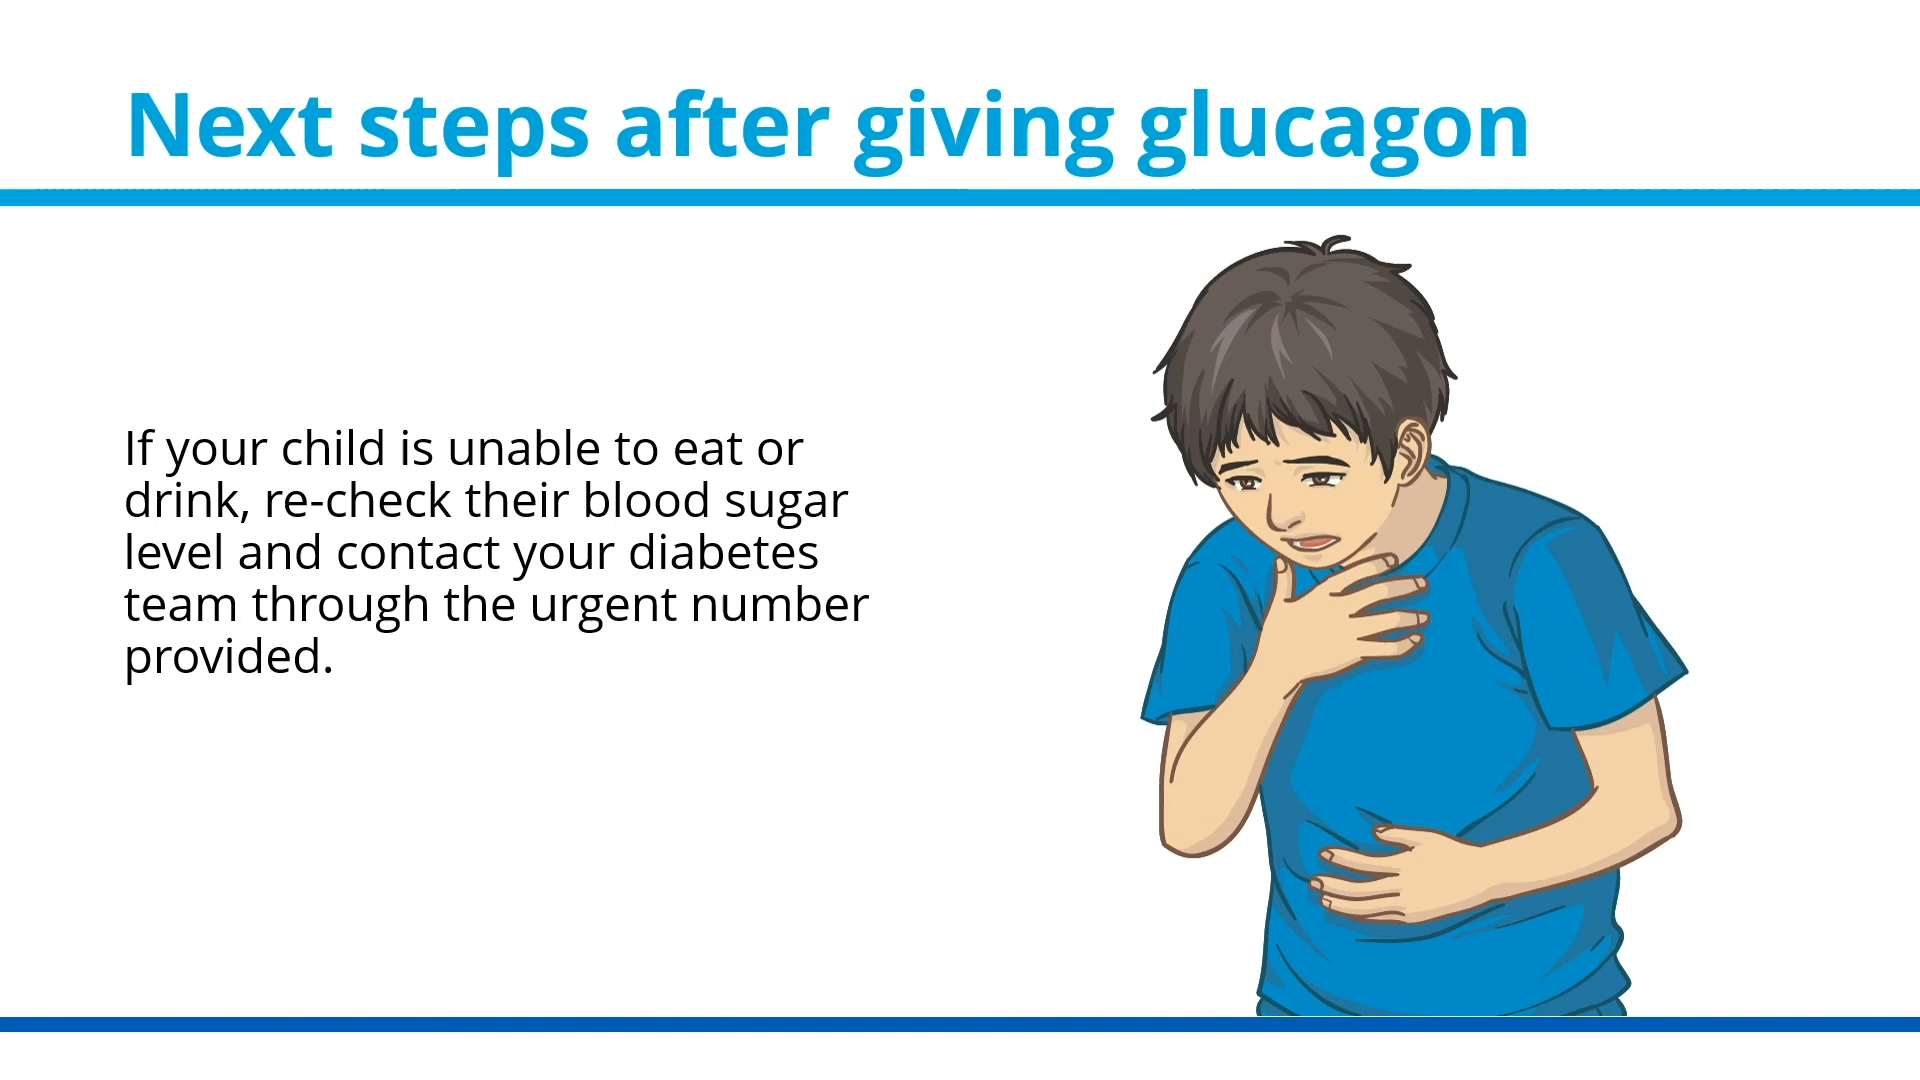 Next steps after giving glucagon
If your child is unable to eat or
drink, re-check their blood sugar
level and contact your diabetes
team through the urgent number
provided.